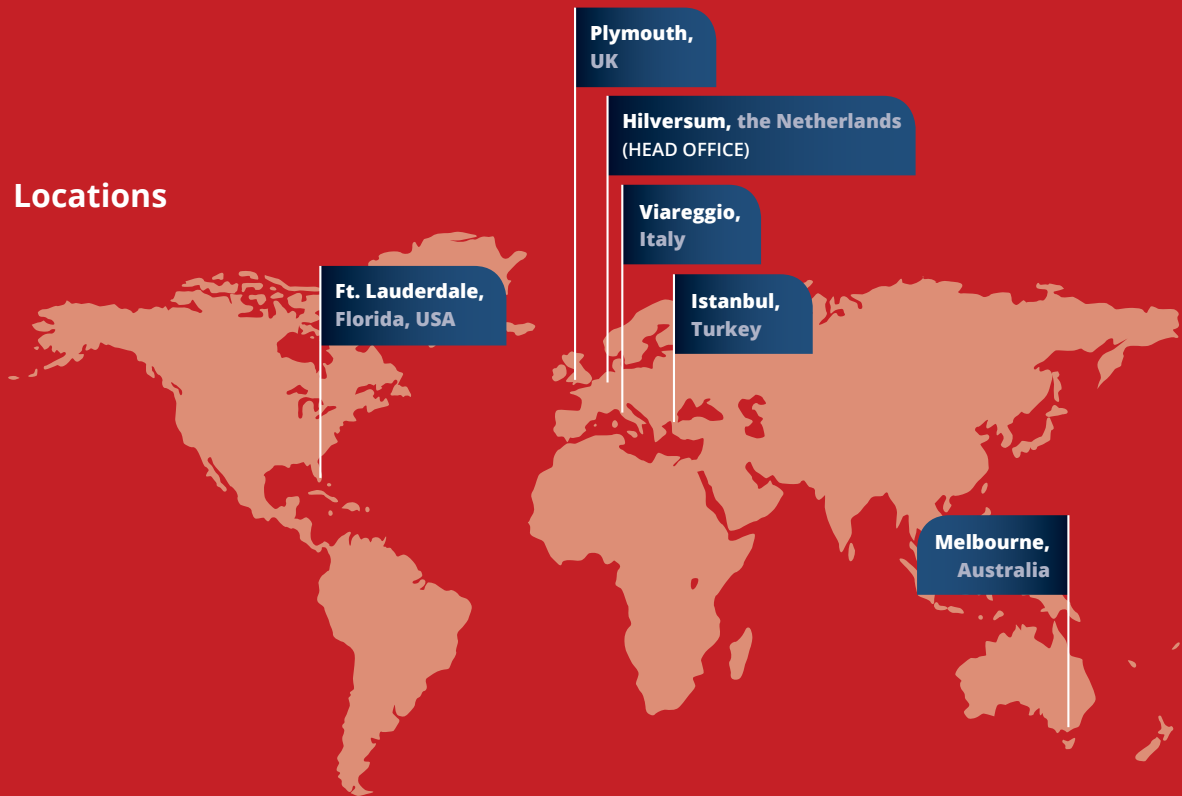 Plymouth,
UK
Hilversum, the Netherlands
(HEAD OFFICE)
Locations
Viareggio,
Italy
Ft. Lauderdale,
Florida, USA
Istanbul,
Turkey
Melbourne,
Australia